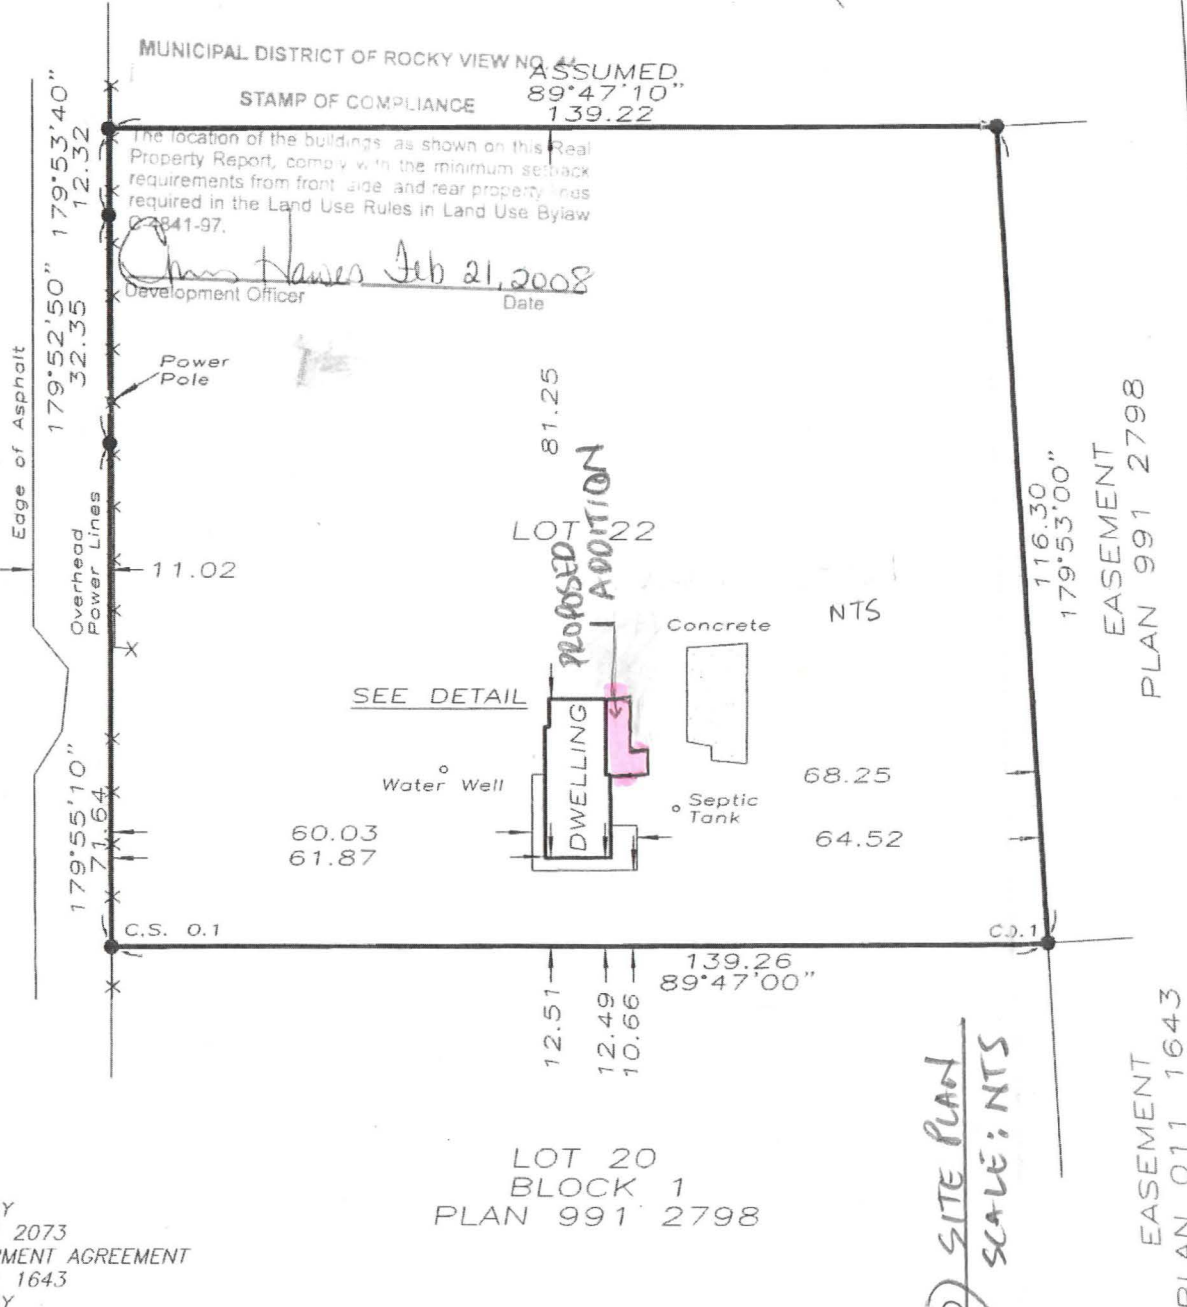 MUNICIPAL DISTRICT OF ROCKY VIEW NO. 44
STAMP OF COMPLIANCE
The location of the buildings as shown on this Real
Property Report, comply with the minimum setback
requirements from front side and rear property lines
required in the Land Use Rules in Land Use Bylaw
C-4841-97.
Chris Hawes Feb 21, 2008
Development Officer Date
ASSUMED
89°47'10"
139.22
179°53'40"
12.32
179°52'50"
32.35
Edge of Asphalt
Power
Pole
Overhead
Power Lines
11.02
81.25
PROPOSED
ADDITION
LOT 22
Concrete
NTS
116.30
179°53'00"
EASEMENT
PLAN 991 2798
SEE DETAIL
DWELLING
Water Well
Septic
Tank
68.25
64.52
60.03
61.87
179°55'10"
71.64
C.S. 0.1
139.26
89°47'00"
12.51
12.49
10.66
LOT 20
BLOCK 1
PLAN 991 2798
SITE PLAN
SCALE: NTS
EASEMENT
PLAN 011 1643
Y
2073
MENT AGREEMENT
1643
Y